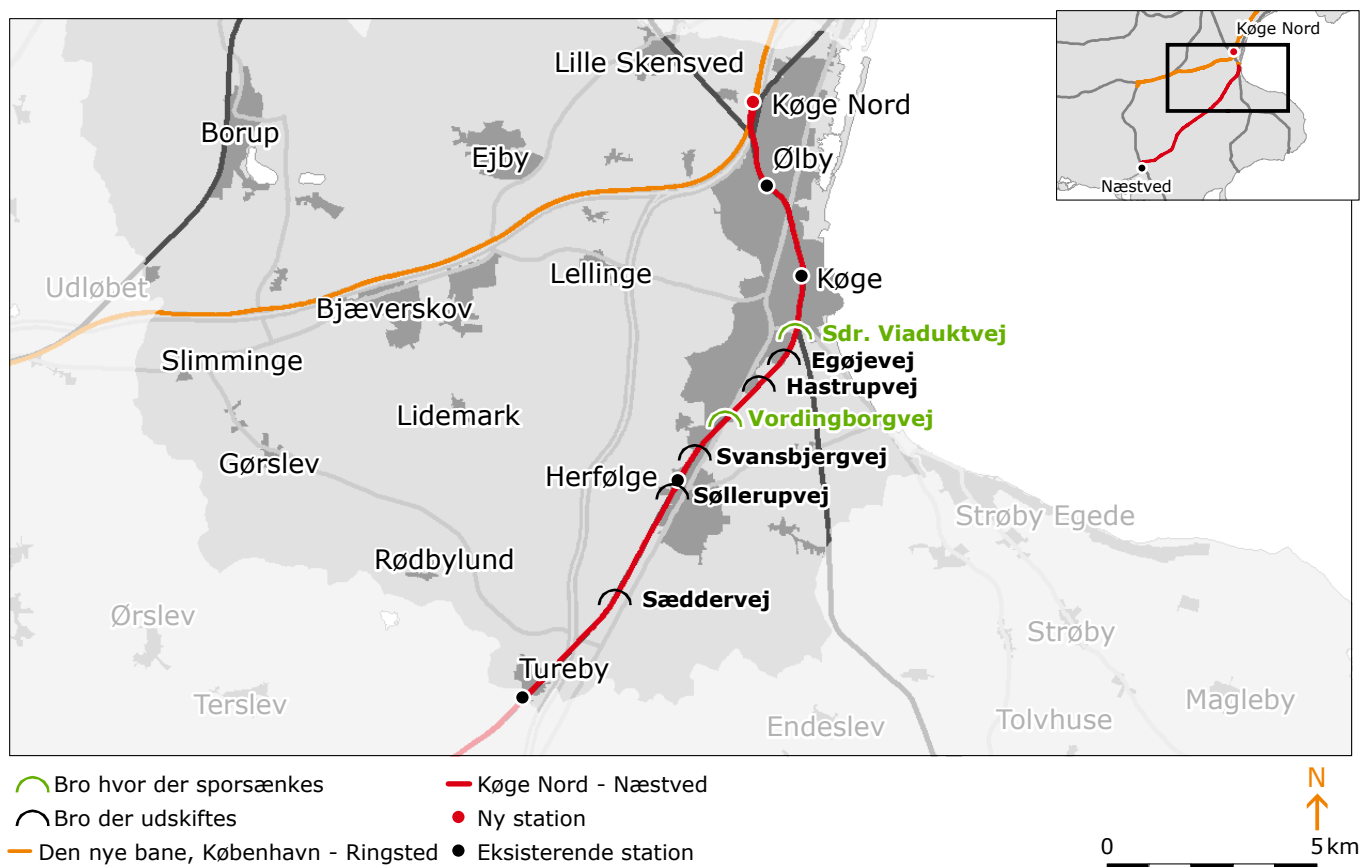 Lille Skensved
Køge Nord
Køge Nord
Næstved
Borup
Ejby
Ølby
Udløbet
Lellinge
Køge
Bjæverskov
Sdr. Viaduktvej
Slimminge
Egøjevej
Hastrupvej
Lidemark
Vordingborgvej
Gørslev
Svansbjergvej
Herfølge
Søllerupvej
Strøby Egede
Rødbylund
Sæddervej
Ørslev
Strøby
Tureby
Terslev
Endeslev
Tolvhuse
Magleby
Bro hvor der sporsænkes
Bro der udskiftes
Den nye bane, København - Ringsted
Køge Nord - Næstved
Ny station
Eksisterende station
N
0 5 km